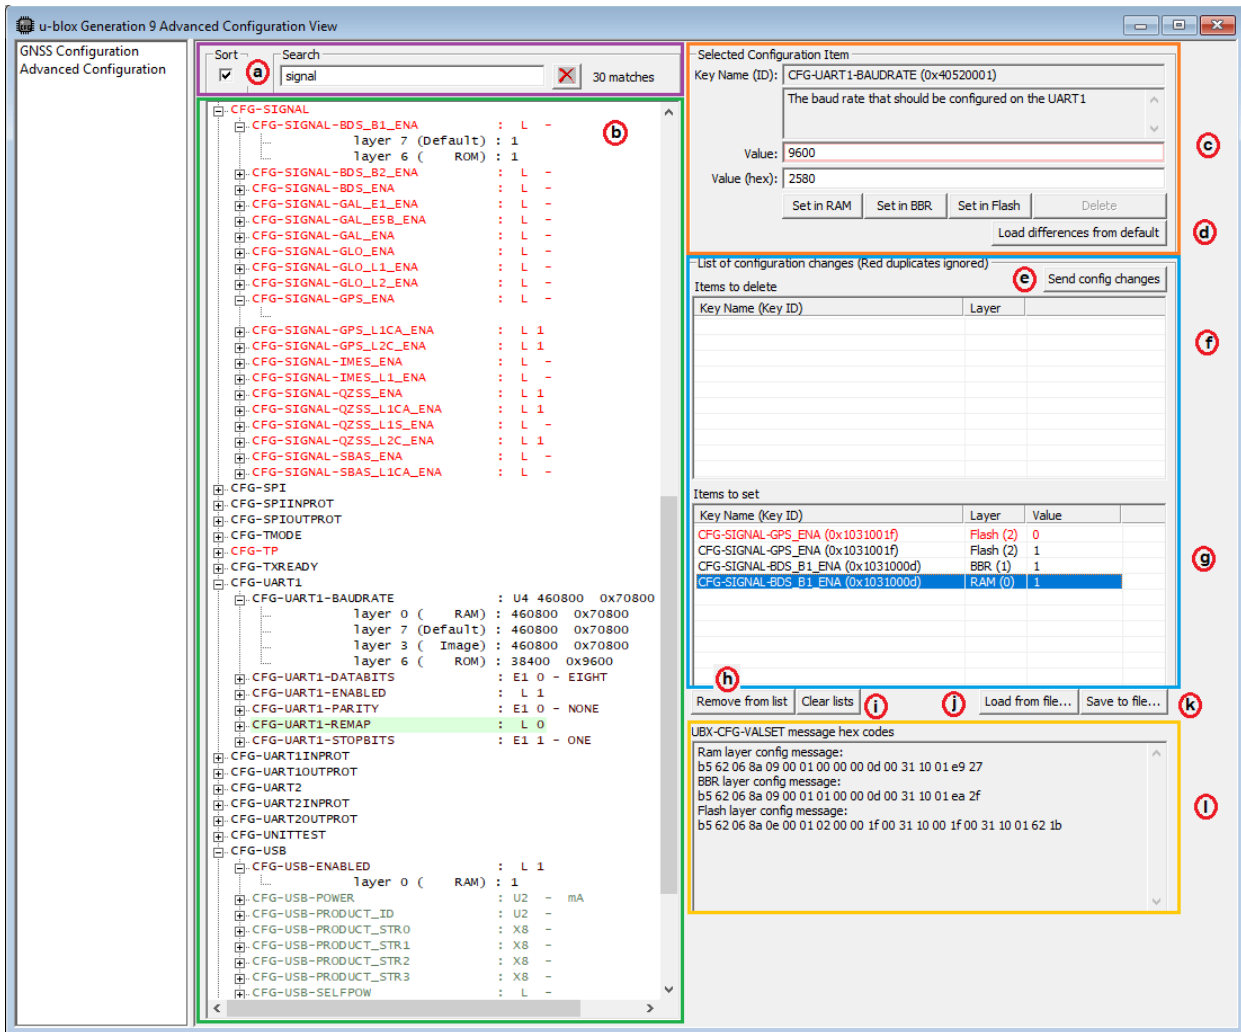 u-blox Generation 9 Advanced Configuration View
GNSS Configuration
Advanced Configuration
Sort
a
Search
signal
30 matches
b
CFG-SIGNAL
CFG-SIGNAL-BDS_B1_ENA : L -
layer 7 (Default) : 1
layer 6 ( ROM) : 1
CFG-SIGNAL-BDS_B2_ENA : L -
CFG-SIGNAL-BDS_ENA : L -
CFG-SIGNAL-GAL_E1_ENA : L -
CFG-SIGNAL-GAL_E5B_ENA : L -
CFG-SIGNAL-GAL_ENA : L -
CFG-SIGNAL-GLO_ENA : L -
CFG-SIGNAL-GLO_L1_ENA : L -
CFG-SIGNAL-GLO_L2_ENA : L -
CFG-SIGNAL-GPS_ENA : L -
CFG-SIGNAL-GPS_L1CA_ENA : L 1
CFG-SIGNAL-GPS_L2C_ENA : L 1
CFG-SIGNAL-IMES_ENA : L -
CFG-SIGNAL-IMES_L1_ENA : L -
CFG-SIGNAL-QZSS_ENA : L 1
CFG-SIGNAL-QZSS_L1CA_ENA : L 1
CFG-SIGNAL-QZSS_L1S_ENA : L -
CFG-SIGNAL-QZSS_L2C_ENA : L 1
CFG-SIGNAL-SBAS_ENA : L -
CFG-SIGNAL-SBAS_L1CA_ENA : L -
CFG-SPI
CFG-SPIINPROT
CFG-SPIOUTPROT
CFG-TMODE
CFG-TP
CFG-TXREADY
CFG-UART1
CFG-UART1-BAUDRATE : U4 460800 0x70800
layer 0 ( RAM) : 460800 0x70800
layer 7 (Default) : 460800 0x70800
layer 3 ( Image) : 460800 0x70800
layer 6 ( ROM) : 38400 0x9600
CFG-UART1-DATABITS : E1 0 - EIGHT
CFG-UART1-ENABLED : L 1
CFG-UART1-PARITY : E1 0 - NONE
CFG-UART1-REMAP : L 0
CFG-UART1-STOPBITS : E1 1 - ONE
CFG-UART1INPROT
CFG-UART1OUTPROT
CFG-UART2
CFG-UART2INPROT
CFG-UART2OUTPROT
CFG-UNITTEST
CFG-USB
CFG-USB-ENABLED : L 1
layer 0 ( RAM) : 1
CFG-USB-POWER : U2 - mA
CFG-USB-PRODUCT_ID : U2 -
CFG-USB-PRODUCT_STR0 : X8 -
CFG-USB-PRODUCT_STR1 : X8 -
CFG-USB-PRODUCT_STR2 : X8 -
CFG-USB-PRODUCT_STR3 : X8 -
CFG-USB-SELFPOW : L -
Selected Configuration Item
Key Name (ID): CFG-UART1-BAUDRATE (0x40520001)
The baud rate that should be configured on the UART1
c
Value: 9600
Value (hex): 2580
Set in RAM Set in BBR Set in Flash Delete
Load differences from default
d
List of configuration changes (Red duplicates ignored)
e
Send config changes
Items to delete
Key Name (Key ID) Layer
f
Items to set
Key Name (Key ID) Layer Value
CFG-SIGNAL-GPS_ENA (0x1031001f) Flash (2) 0
CFG-SIGNAL-GPS_ENA (0x1031001f) Flash (2) 1
CFG-SIGNAL-BDS_B1_ENA (0x1031000d) BBR (1) 1
CFG-SIGNAL-BDS_B1_ENA (0x1031000d) RAM (0) 1
g
h
Remove from list Clear lists i j Load from file... Save to file... k
UBX-CFG-VALSET message hex codes
Ram layer config message:
b5 62 06 8a 09 00 01 00 00 00 0d 00 31 10 01 e9 27
BBR layer config message:
b5 62 06 8a 09 00 01 01 00 00 0d 00 31 10 01 ea 2f
Flash layer config message:
b5 62 06 8a 0e 00 01 02 00 00 1f 00 31 10 00 1f 00 31 10 01 62 1b
l